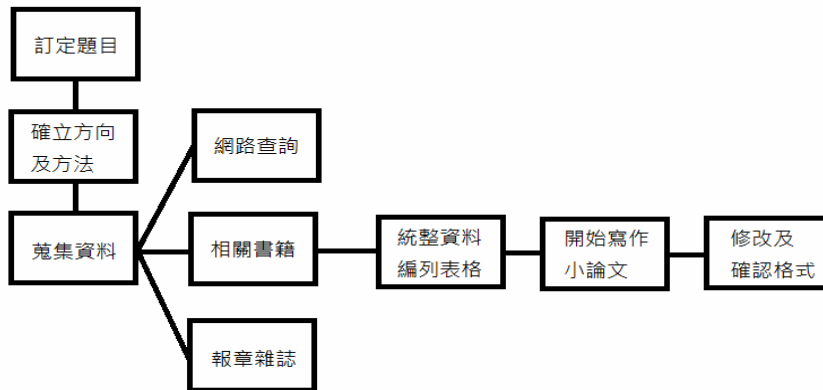 訂定題目
確立方向
及方法
蒐集資料
網路查詢
相關書籍
報章雜誌
統整資料
編列表格
開始寫作
小論文
修改及
確認格式